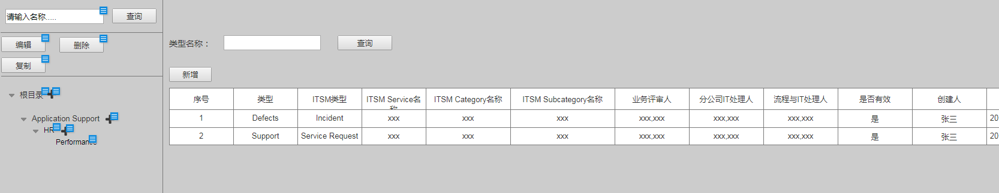 请输入名称.....
查询
编辑
删除
复制
根目录
Application Support
HR
Performance
类型名称：
查询
新增
序号 类型 ITSM类型 ITSM Service名称 ITSM Category名称 ITSM Subcategory名称 业务评审人 分公司IT处理人 流程与IT处理人 是否有效 创建人
1 Defects Incident xxx xxx xxx xxx,xxx xxx,xxx xxx,xxx 是 张三 20
2 Support Service Request xxx xxx xxx xxx,xxx xxx,xxx xxx,xxx 是 张三 20